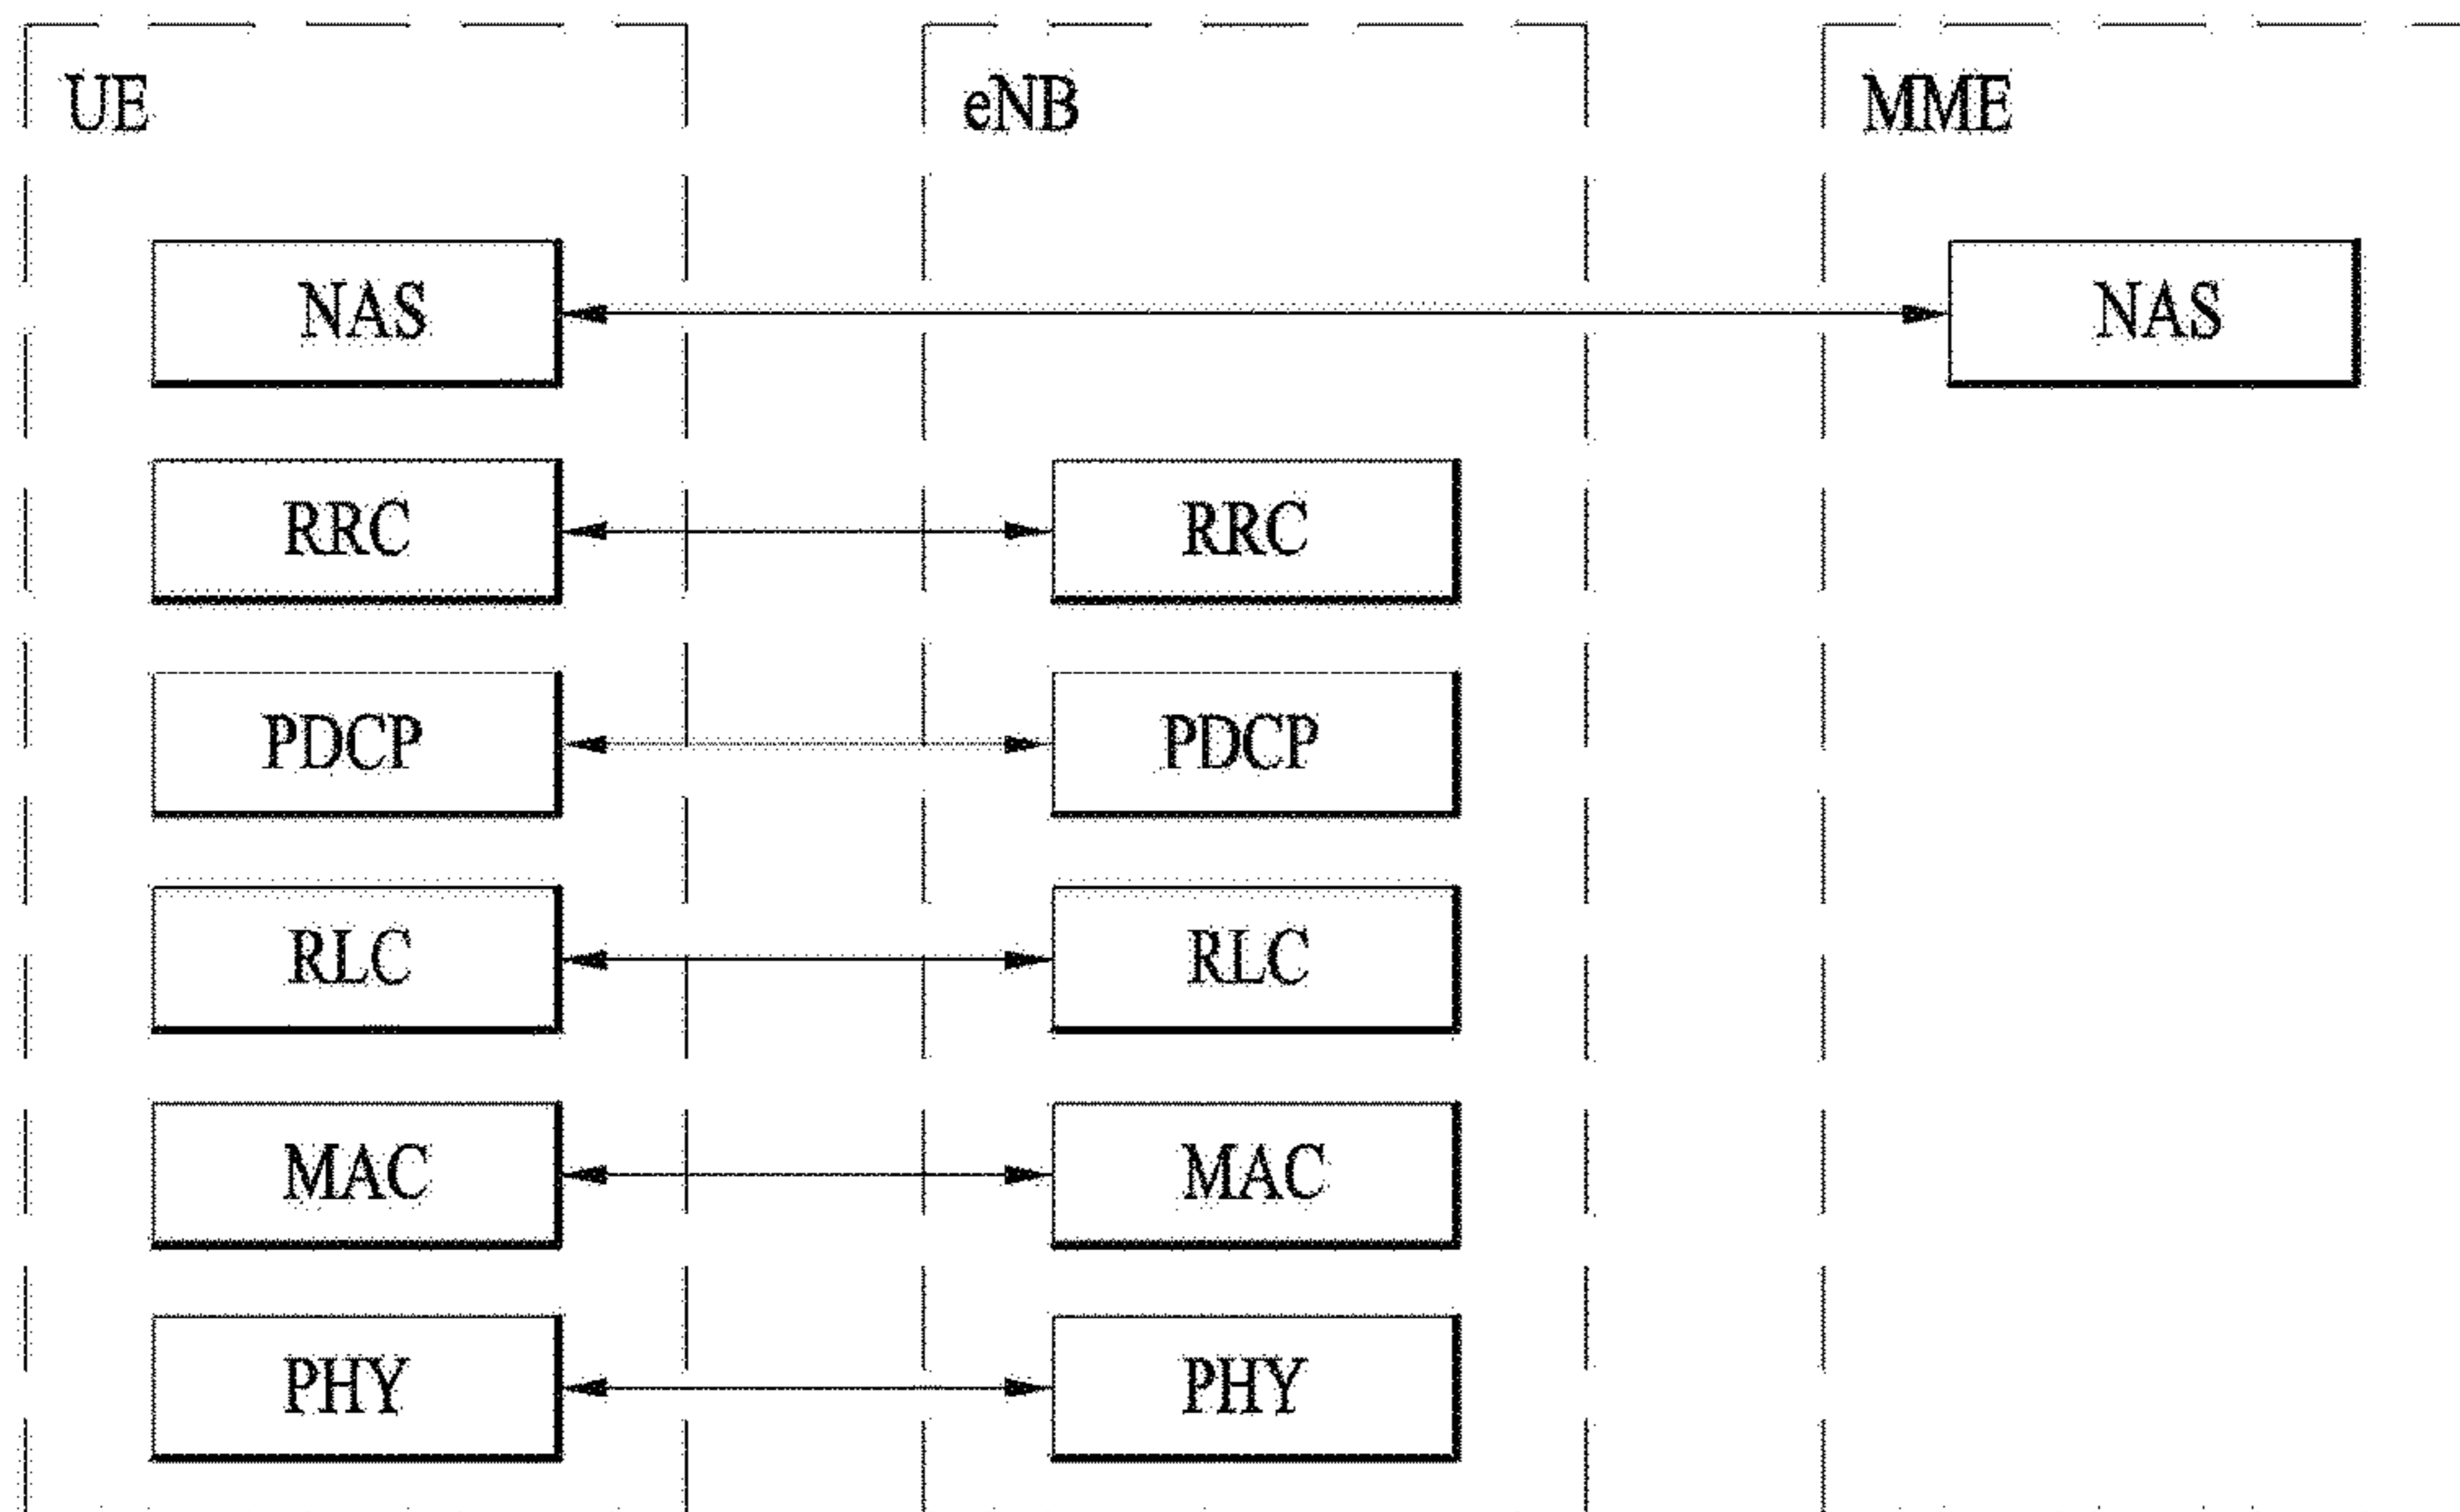 UE eNB MME
NAS NAS
RRC RRC
PDCP PDCP
RLC RLC
MAC MAC
PHY PHY